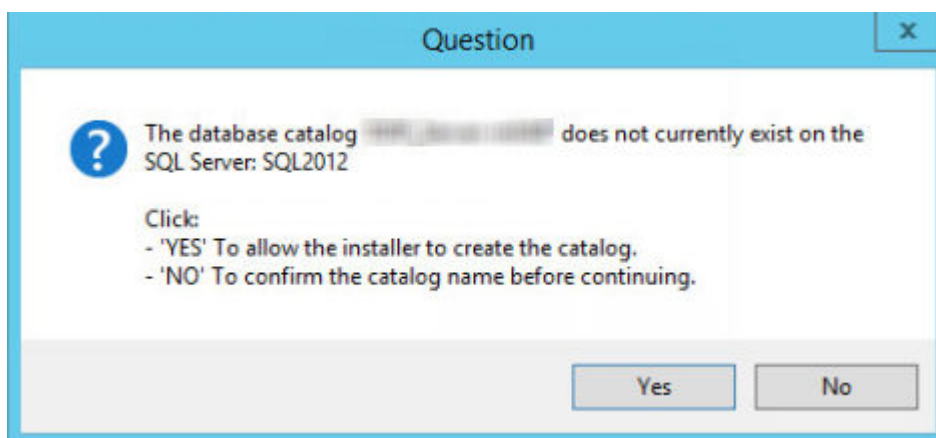 Question
x
?
The database catalog does not currently exist on the
SQL Server: SQL2012
Click:
- 'YES' To allow the installer to create the catalog.
- 'NO' To confirm the catalog name before continuing.
Yes
No